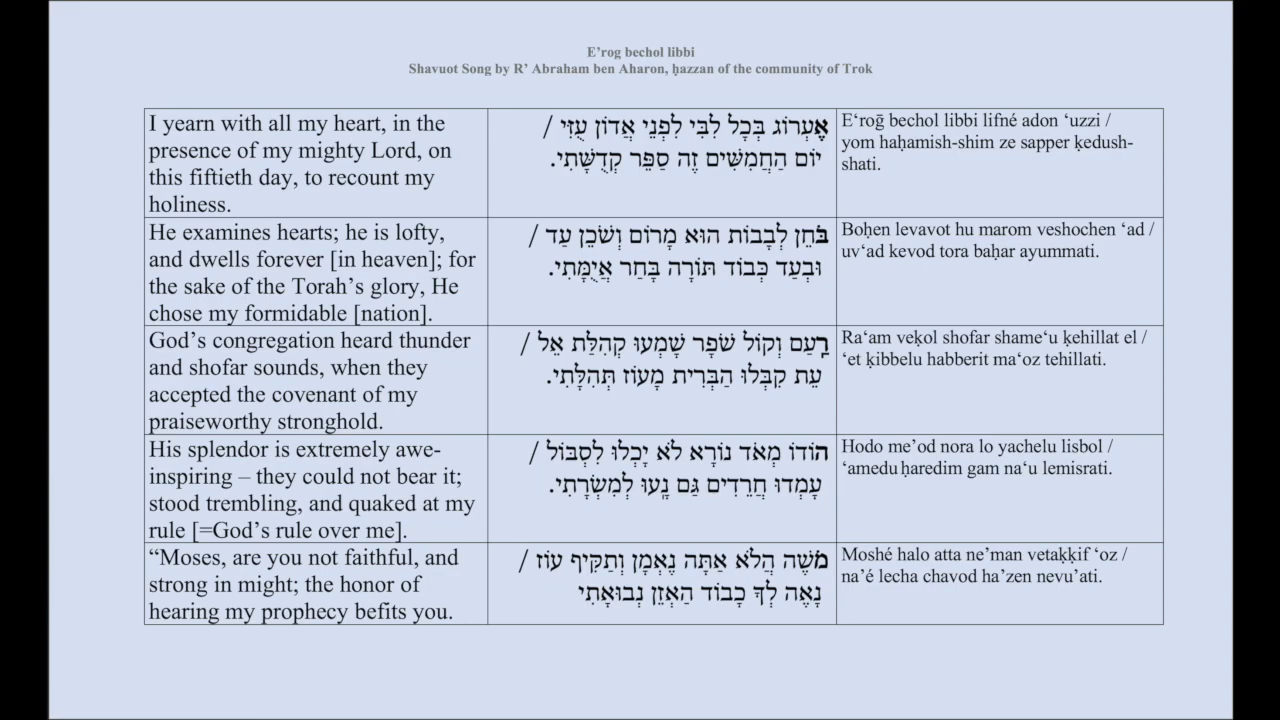 E’rog bechol libbi
Shavuot Song by R’ Abraham ben Aharon, ḥazzan of the community of Trok
I yearn with all my heart, in the
presence of my mighty Lord, on
this fiftieth day, to recount my
holiness.
אֶעְרוֹג בְּכָל לִבִּי לִפְנֵי אֲדוֹן עֻזִּי /
יוֹם הַחֲמִשִּׁים זֶה סַפֵּר קְדֻשָּׁתִי.
E‘roḡ bechol libbi lifné adon ‘uzzi /
yom haḥamish-shim ze sapper ḳedush-
shati.
He examines hearts; he is lofty,
and dwells forever [in heaven]; for
the sake of the Torah’s glory, He
chose my formidable [nation].
בֹּחֵן לְבָבוֹת הוּא מָרוֹם וְשֹׁכֵן עַד /
וּבְעַד כְּבוֹד תּוֹרָה בָּחַר אֲיֻמָּתִי.
Boḥen levavot hu marom veshochen ‘ad /
uv‘ad kevod tora baḥar ayummati.
God’s congregation heard thunder
and shofar sounds, when they
accepted the covenant of my
praiseworthy stronghold.
רַעַם וְקוֹל שֹׁפָר שָׁמְעוּ קְהִלַּת אֵל /
עֵת קִבְּלוּ הַבְּרִית מָעוֹז תְּהִלָּתִי.
Ra‘am veḳol shofar shame‘u ḳehillat el /
‘et ḳibbelu habberit ma‘oz tehillati.
His splendor is extremely awe-
inspiring – they could not bear it;
stood trembling, and quaked at my
rule [=God’s rule over me].
הוֹדוֹ מְאֹד נוֹרָא לֹא יָכְלוּ לִסְבּוֹל /
עָמְדוּ חֲרֵדִים גַּם נָעוּ לְמִשְׂרָתִי.
Hodo me’od nora lo yachelu lisbol /
‘amedu ḥaredim gam na‘u lemisrati.
“Moses, are you not faithful, and
strong in might; the honor of
hearing my prophecy befits you.
מֹשֶׁה הֲלֹא אַתָּה נֶאְמָן וְתַקִּיף עוֹז /
נָאֶה לְךָ כָבוֹד הַאְזֵן נְבוּאָתִי
Moshé halo atta ne’man vetaḳḳif ‘oz /
na’é lecha chavod ha’zen nevu’ati.